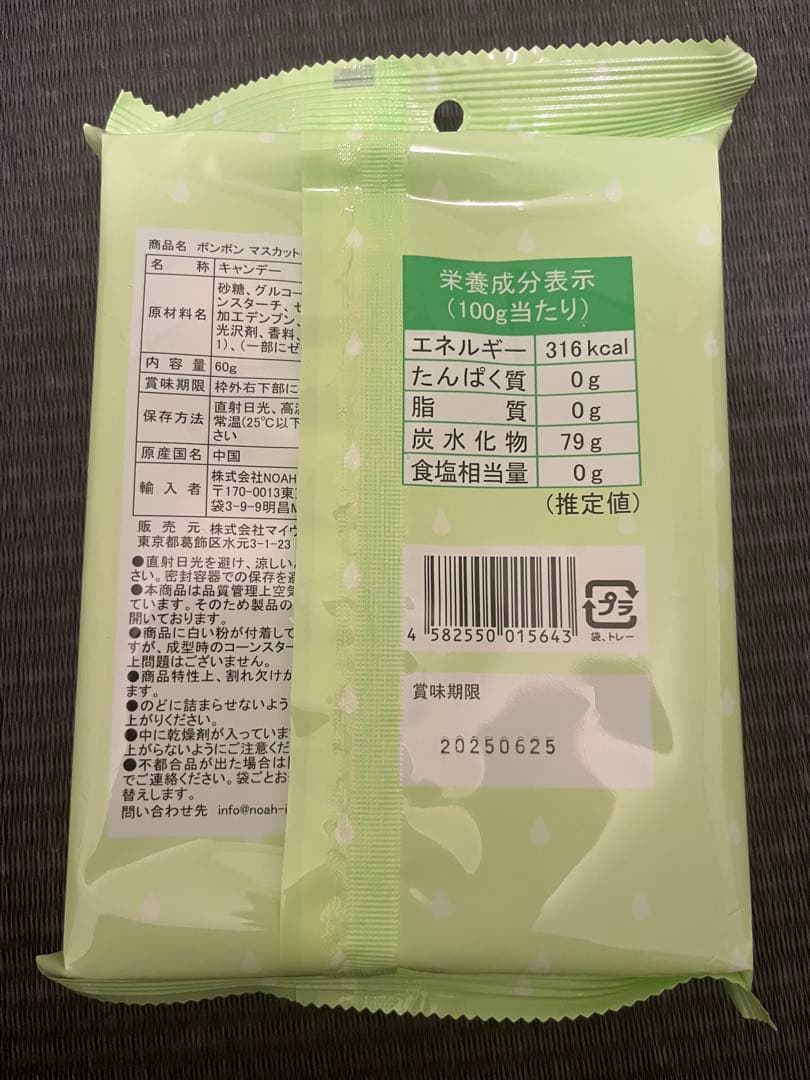 商品名 ボンボン マスカット
名 称 キャンデー
原材料名 砂糖、グルコー
ンスターチ、ゼ
加工デンプン、
光沢剤、香料、
1)、(一部にゼ
内 容 量 60g
賞味期限 枠外右下部に
保存方法 直射日光、高温
常温(25℃以下
さい
原産国名 中国
輸 入 者 株式会社NOAH
〒170-0013東
袋3-9-9明昌M
販 売 元 株式会社マイウ
東京都葛飾区水元3-1-23
●直射日光を避け、涼しい
さい。密封容器での保存を
●本商品は品質管理上空気
ています。そのため製品の
開いております。
●商品に白い粉が付着して
すが、成型時のコーンスター
上問題はございません。
●商品特性上、割れ欠けが
ます。
●のどに詰まらせないよう
上がりください。
●中に乾燥剤が入っていま
上がらないようにご注意くだ
●不都合品が出た場合は
でご連絡ください。袋ごとお
替えします。
問い合わせ先 info@noah-i
栄養成分表示
(100g当たり)
エネルギー 316kcal
たんぱく質 0g
脂 質 0g
炭水化物 79g
食塩相当量 0g
(推定値)
4 582550 015643
プラ
袋、トレー
賞味期限
20250625